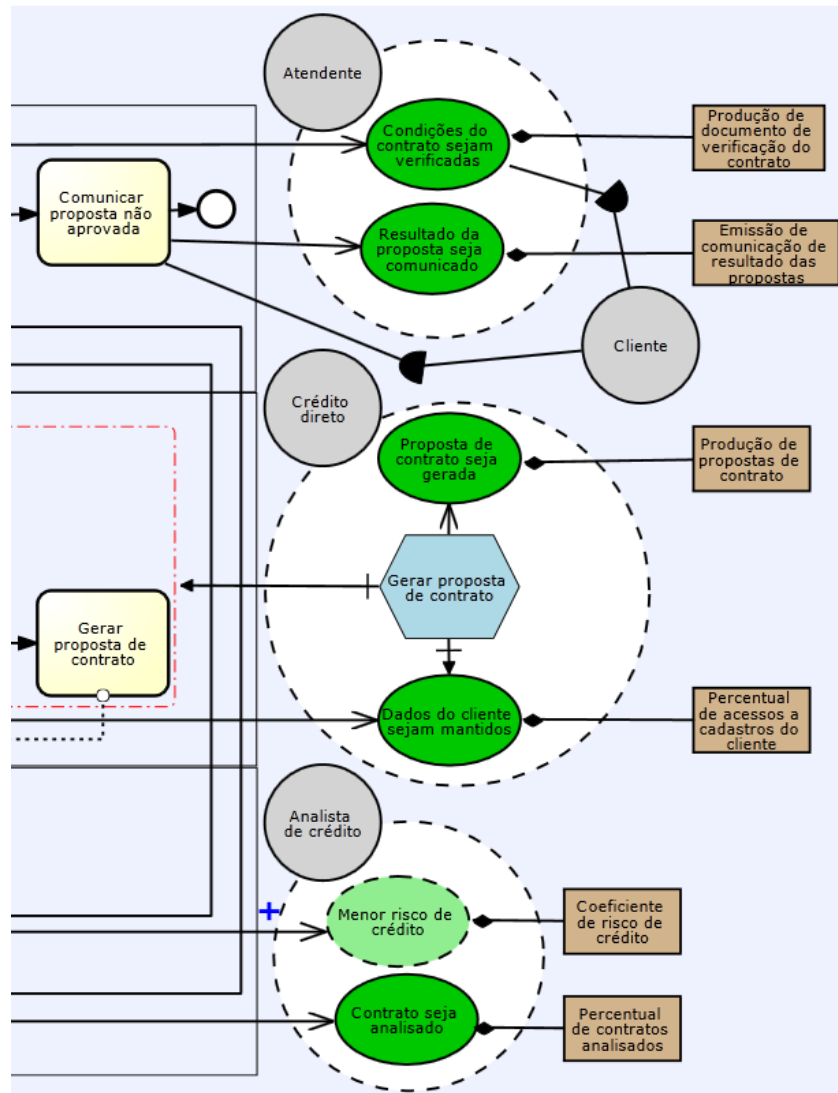 Atendente
Condições do
contrato sejam
verificadas
Produção de
documento de
verificação do
contrato
Comunicar
proposta não
aprovada
Resultado da
proposta seja
comunicado
Emissão de
comunicação de
resultado das
propostas
Cliente
Crédito
direto
Proposta de
contrato seja
gerada
Produção de
propostas de
contrato
Gerar proposta
de contrato
Gerar
proposta de
contrato
Dados do cliente
sejam mantidos
Percentual
de acessos a
cadastros do
cliente
Analista
de crédito
Menor risco de
crédito
Coeficiente
de risco de
crédito
Contrato seja
analisado
Percentual
de contratos
analisados